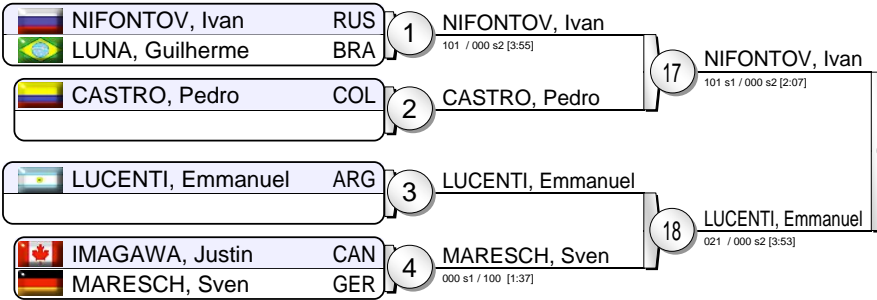 NIFONTOV, Ivan RUS
LUNA, Guilherme BRA
1
NIFONTOV, Ivan
101 / 000 s2 [3:55]
CASTRO, Pedro COL
2
CASTRO, Pedro
17
NIFONTOV, Ivan
101 s1 / 000 s2 [2:07]
LUCENTI, Emmanuel ARG
3
LUCENTI, Emmanuel
IMAGAWA, Justin CAN
MARESCH, Sven GER
4
MARESCH, Sven
000 s1 / 100 [1:37]
18
LUCENTI, Emmanuel
021 / 000 s2 [3:53]